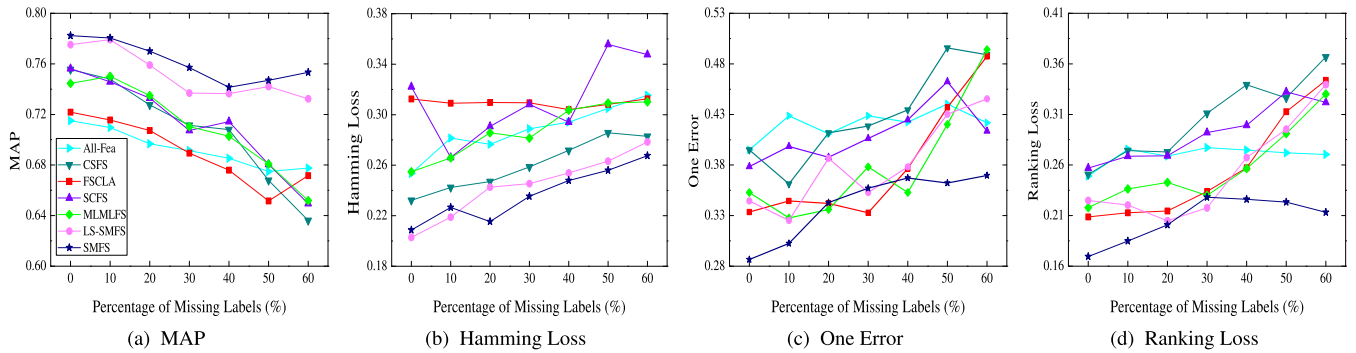 0.80
0.76
0.72
0.68
0.64
0.60
MAP
All-Fea
CSFS
FSCLA
SCFS
MLMLFS
LS-SMFS
SMFS
0 10 20 30 40 50 60
Percentage of Missing Labels (%)
(a) MAP
0.38
0.34
0.30
0.26
0.22
0.18
Hamming Loss
0 10 20 30 40 50 60
Percentage of Missing Labels (%)
(b) Hamming Loss
0.53
0.48
0.43
0.38
0.33
0.28
One Error
0 10 20 30 40 50 60
Percentage of Missing Labels (%)
(c) One Error
0.41
0.36
0.31
0.26
0.21
0.16
Ranking Loss
0 10 20 30 40 50 60
Percentage of Missing Labels (%)
(d) Ranking Loss